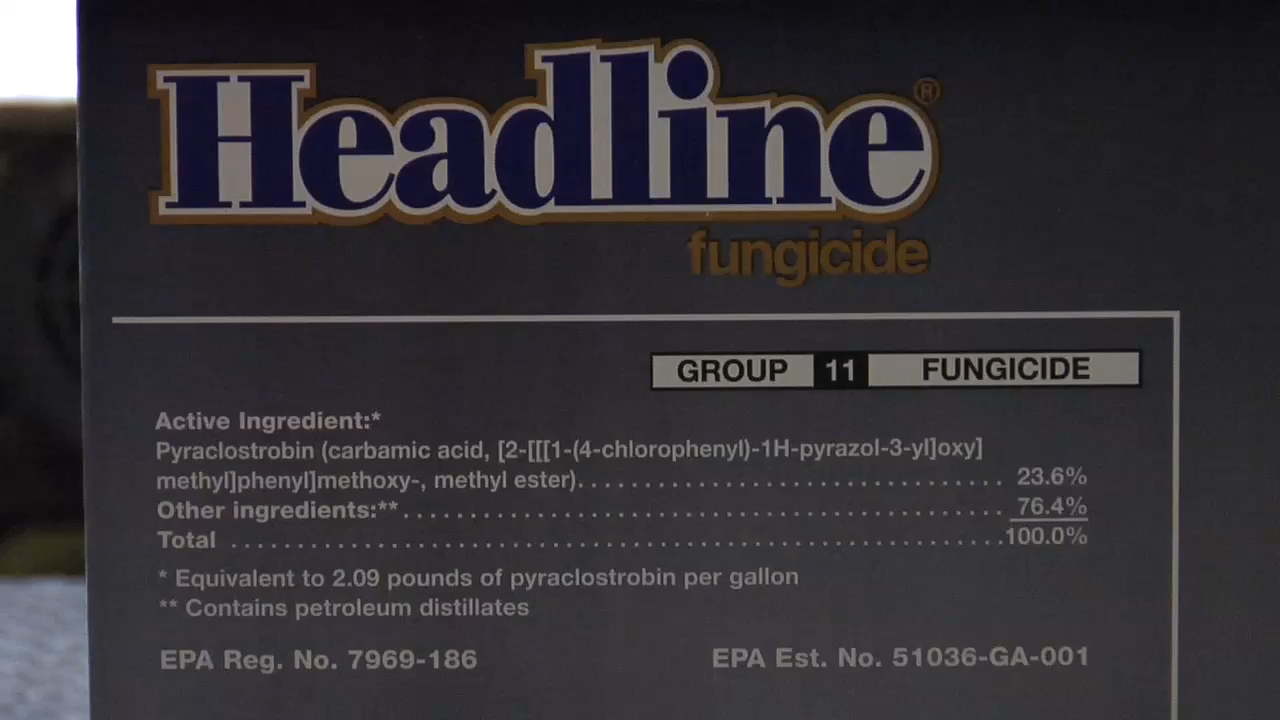 Headline®
fungicide
GROUP 11 FUNGICIDE
Active Ingredient:*
Pyraclostrobin (carbamic acid, [2-[[[1-(4-chlorophenyl)-1H-pyrazol-3-yl]oxy]
methyl]phenyl]methoxy-, methyl ester)................................ 23.6%
Other ingredients:**.............................................. 76.4%
Total ...........................................................100.0%
* Equivalent to 2.09 pounds of pyraclostrobin per gallon
** Contains petroleum distillates
EPA Reg. No. 7969-186 EPA Est. No. 51036-GA-001